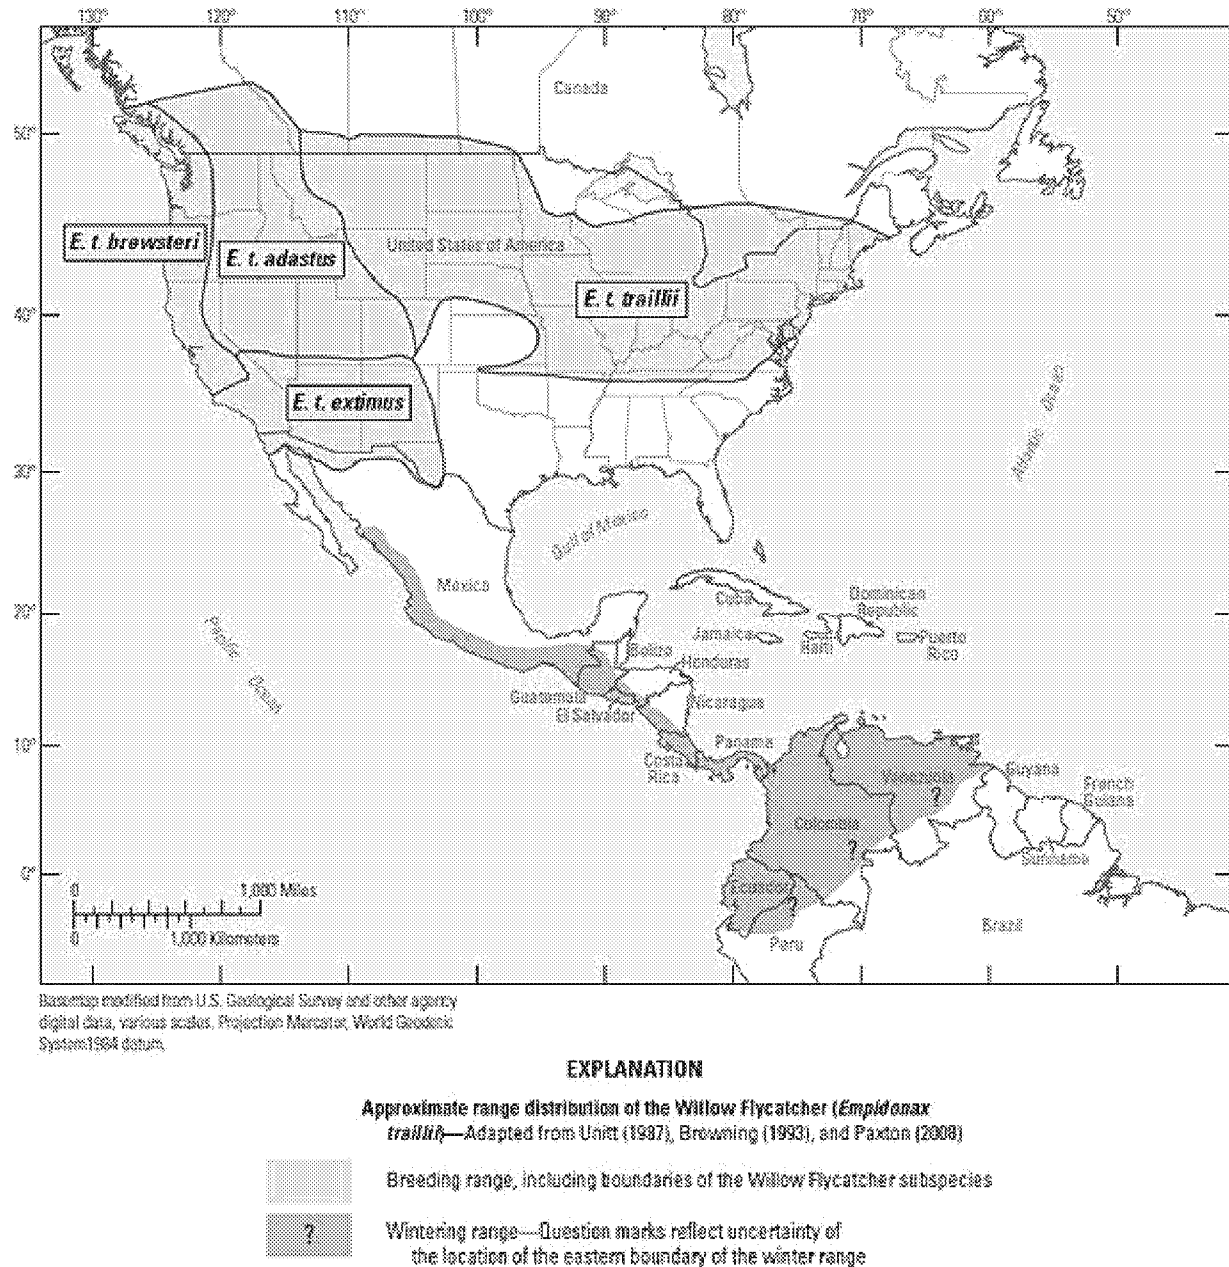 130° 120° 110° 100° 90° 80° 70° 60° 50°
Canada
50°
E. t. brewsteri
E. t. adastus
United States of America
E. t. traillii
40°
E. t. extimus
Atlantic Ocean
30°
Gulf of Mexico
Mexico
Cuba
Dominican
Republic
20°
Jamaica
Haiti
Puerto
Rico
Pacific Ocean
Belize
Honduras
Guatemala
El Salvador
Nicaragua
10°
Panama
Costa
Rica
Venezuela
?
Guyana
French
Guiana
Colombia
?
Suriname
0°
Ecuador
?
0 1,000 Miles
0 1,000 Kilometers
Peru
Brazil
Basemap modified from U.S. Geological Survey and other agency
digital data, various scales. Projection Mercator, World Geodetic
System1984 datum.
EXPLANATION
Approximate range distribution of the Willow Flycatcher (Empidonax
traillii)—Adapted from Unitt (1987), Browning (1993), and Paxton (2008)
Breeding range, including boundaries of the Willow Flycatcher subspecies
?
Wintering range—Question marks reflect uncertainty of
the location of the eastern boundary of the winter range